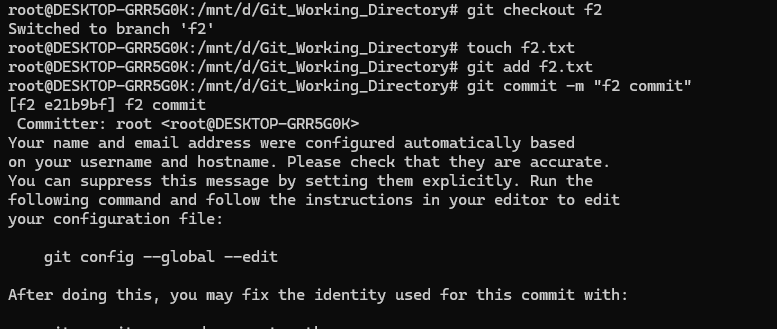 root@DESKTOP-GRR5G0K:/mnt/d/Git_Working_Directory# git checkout f2
Switched to branch 'f2'
root@DESKTOP-GRR5G0K:/mnt/d/Git_Working_Directory# touch f2.txt
root@DESKTOP-GRR5G0K:/mnt/d/Git_Working_Directory# git add f2.txt
root@DESKTOP-GRR5G0K:/mnt/d/Git_Working_Directory# git commit -m "f2 commit"
[f2 e21b9bf] f2 commit
 Committer: root <root@DESKTOP-GRR5G0K>
Your name and email address were configured automatically based
on your username and hostname. Please check that they are accurate.
You can suppress this message by setting them explicitly. Run the
following command and follow the instructions in your editor to edit
your configuration file:

    git config --global --edit

After doing this, you may fix the identity used for this commit with: